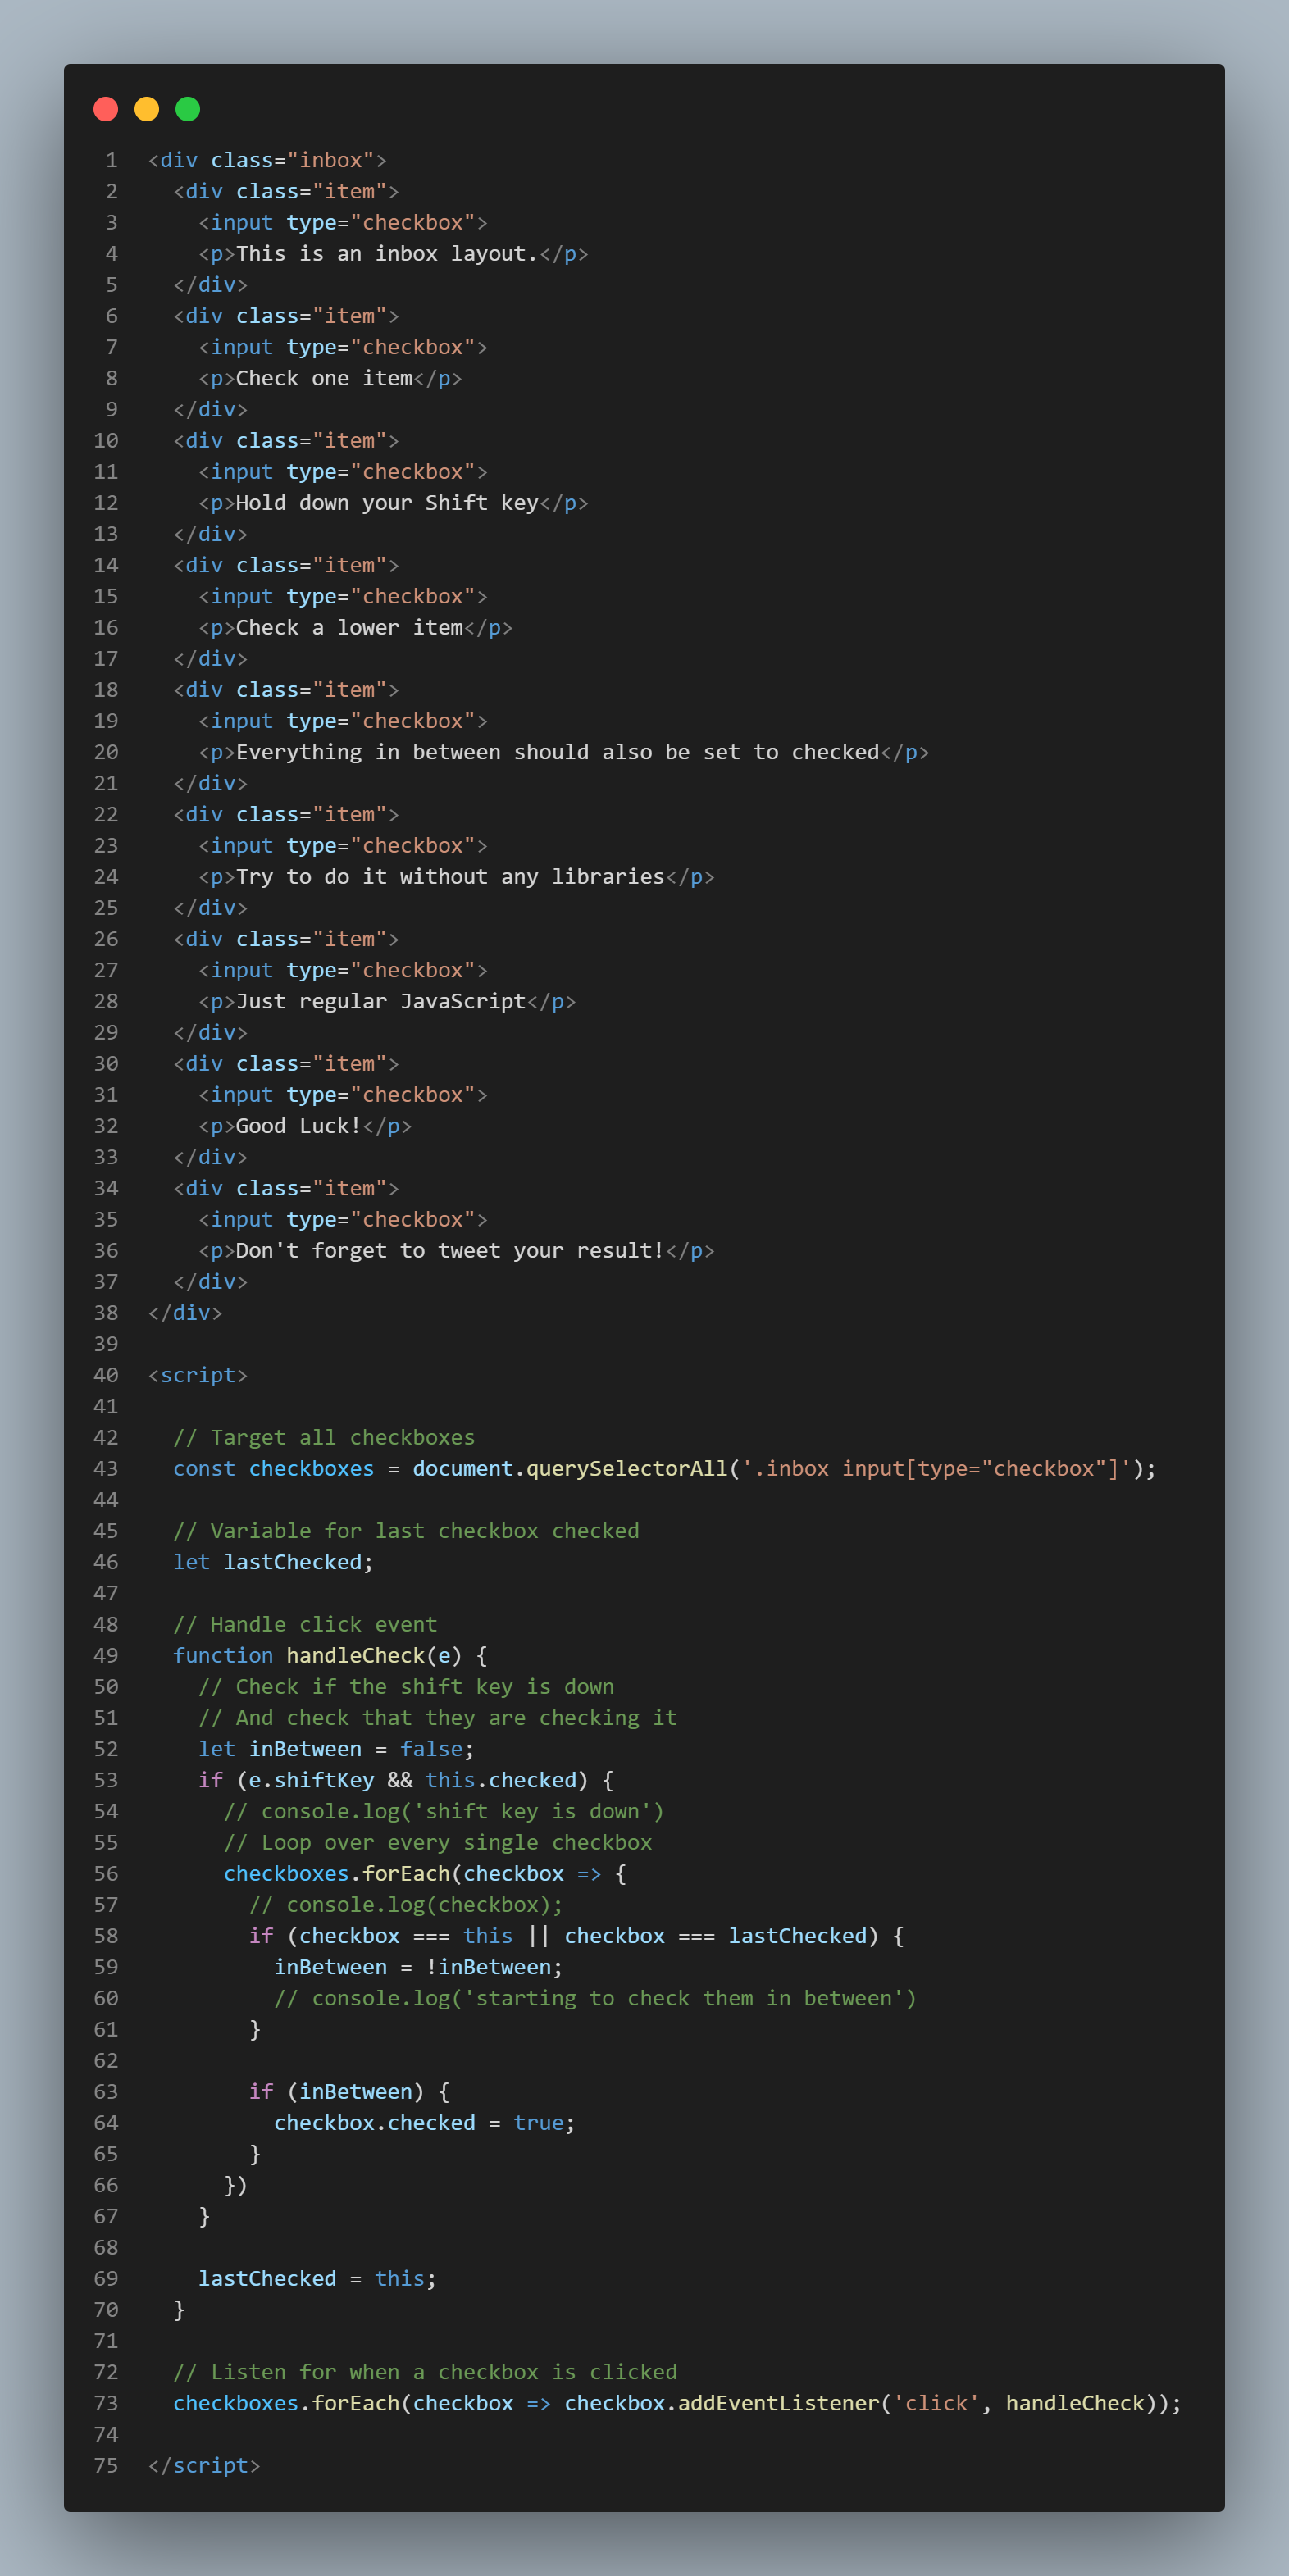 1 <div class="inbox">
2   <div class="item">
3     <input type="checkbox">
4     <p>This is an inbox layout.</p>
5   </div>
6   <div class="item">
7     <input type="checkbox">
8     <p>Check one item</p>
9   </div>
10   <div class="item">
11     <input type="checkbox">
12     <p>Hold down your Shift key</p>
13   </div>
14   <div class="item">
15     <input type="checkbox">
16     <p>Check a lower item</p>
17   </div>
18   <div class="item">
19     <input type="checkbox">
20     <p>Everything in between should also be set to checked</p>
21   </div>
22   <div class="item">
23     <input type="checkbox">
24     <p>Try to do it without any libraries</p>
25   </div>
26   <div class="item">
27     <input type="checkbox">
28     <p>Just regular JavaScript</p>
29   </div>
30   <div class="item">
31     <input type="checkbox">
32     <p>Good Luck!</p>
33   </div>
34   <div class="item">
35     <input type="checkbox">
36     <p>Don't forget to tweet your result!</p>
37   </div>
38 </div>
39
40 <script>
41
42   // Target all checkboxes
43   const checkboxes = document.querySelectorAll('.inbox input[type="checkbox"]');
44
45   // Variable for last checkbox checked
46   let lastChecked;
47
48   // Handle click event
49   function handleCheck(e) {
50     // Check if the shift key is down
51     // And check that they are checking it
52     let inBetween = false;
53     if (e.shiftKey && this.checked) {
54       // console.log('shift key is down')
55       // Loop over every single checkbox
56       checkboxes.forEach(checkbox => {
57         // console.log(checkbox);
58         if (checkbox === this || checkbox === lastChecked) {
59           inBetween = !inBetween;
60           // console.log('starting to check them in between')
61         }
62
63         if (inBetween) {
64           checkbox.checked = true;
65         }
66       })
67     }
68
69     lastChecked = this;
70   }
71
72   // Listen for when a checkbox is clicked
73   checkboxes.forEach(checkbox => checkbox.addEventListener('click', handleCheck));
74
75 </script>